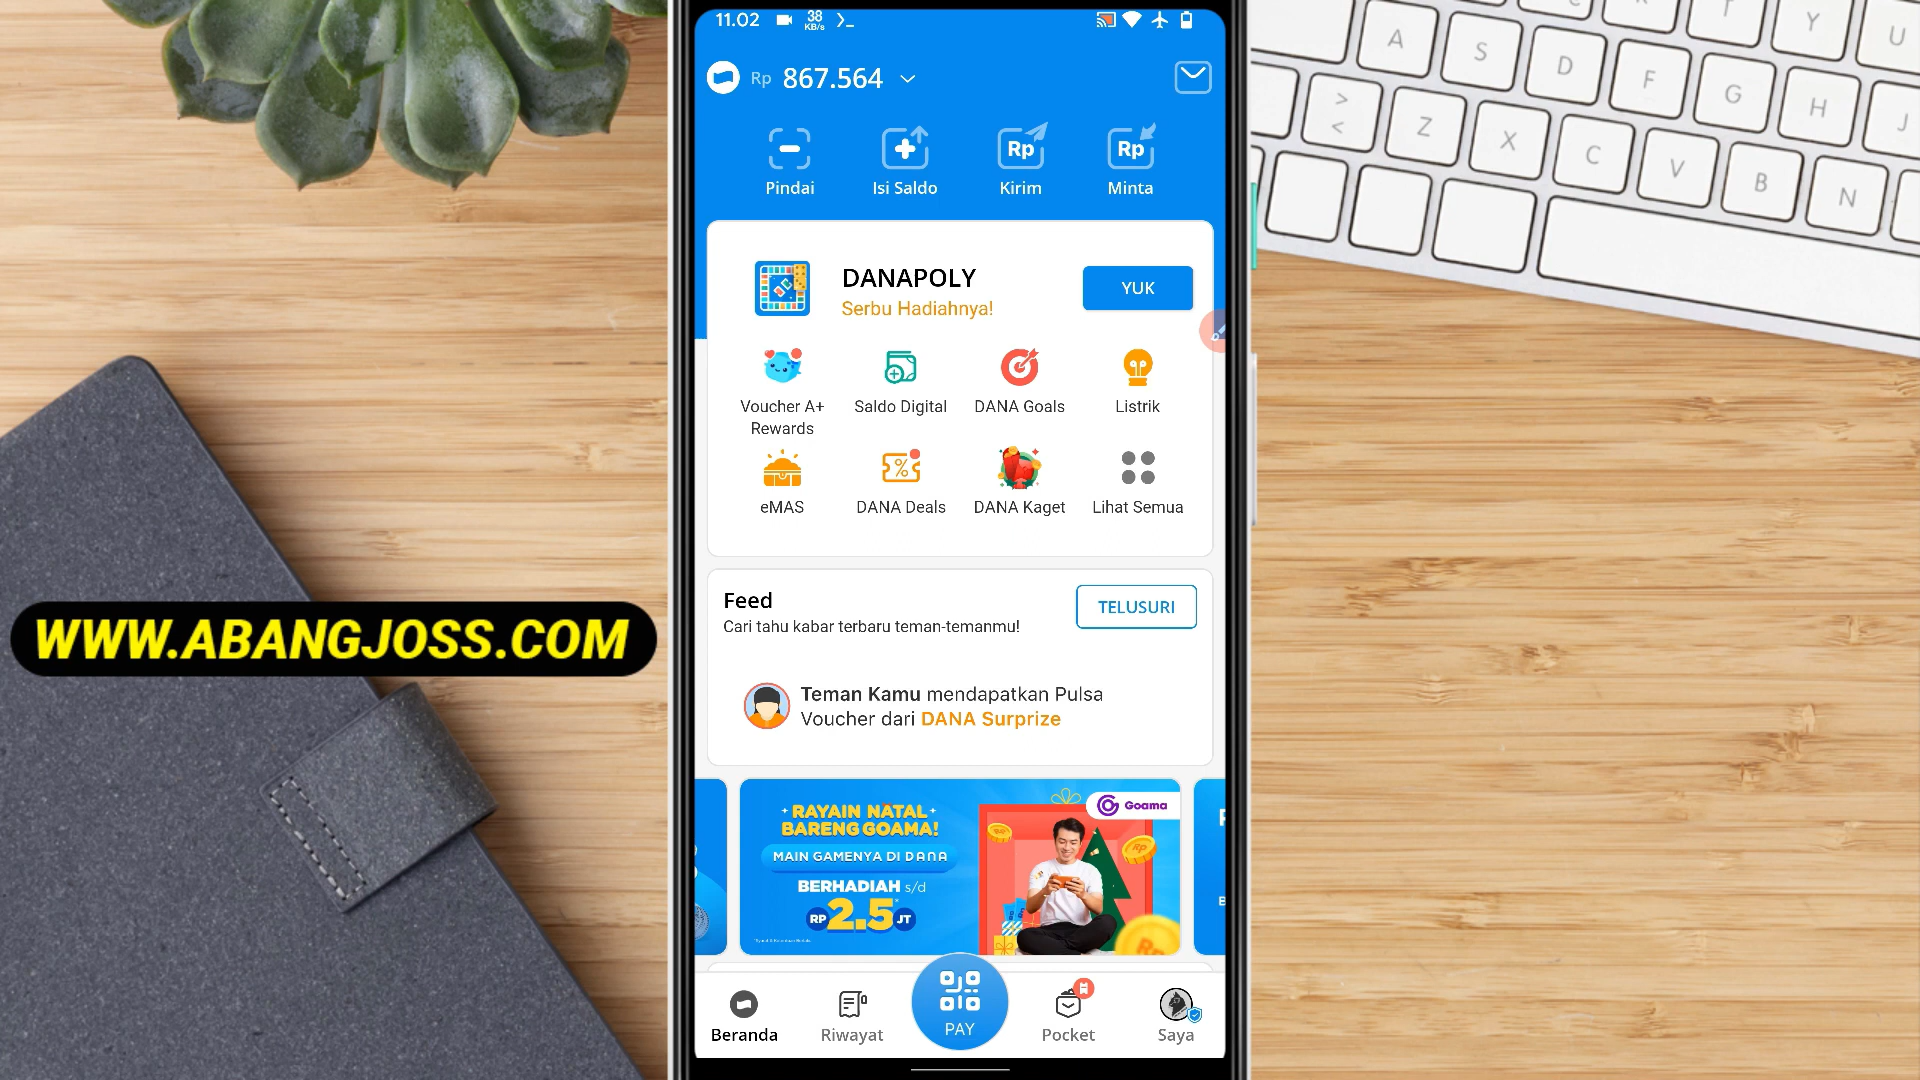 11.02
38
KB/s
Rp 867.564
Pindai
Isi Saldo
Rp
Kirim
Rp
Minta
DANAPOLY
Serbu Hadiahnya!
YUK
Voucher A+
Rewards
Saldo Digital
DANA Goals
Listrik
eMAS
DANA Deals
DANA Kaget
Lihat Semua
Feed
Cari tahu kabar terbaru teman-temanmu!
TELUSURI
Teman Kamu mendapatkan Pulsa
Voucher dari DANA Surprize
Goama
RAYAIN NATAL
BARENG GOAMA!
MAIN GAMENYA DI DANA
BERHADIAH s/d
RP 2.5 JT
Rp
Beranda
Riwayat
PAY
Pocket
Saya
WWW.ABANGJOSS.COM
A
S
D
F
G
H
J
Y
U
>
<
Z
X
C
V
B
N